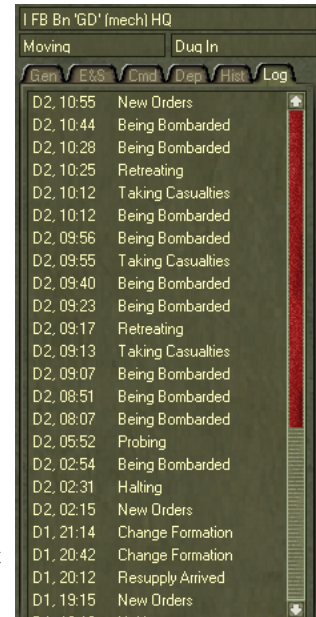 I FB Bn 'GD' (mech) HQ
Moving Dug In
Gen E&S Cmd Dep Hist Log
D2, 10:55 New Orders
D2, 10:44 Being Bombarded
D2, 10:28 Being Bombarded
D2, 10:25 Retreating
D2, 10:12 Taking Casualties
D2, 10:12 Being Bombarded
D2, 09:56 Being Bombarded
D2, 09:55 Taking Casualties
D2, 09:40 Being Bombarded
D2, 09:23 Being Bombarded
D2, 09:17 Retreating
D2, 09:13 Taking Casualties
D2, 09:07 Being Bombarded
D2, 08:51 Being Bombarded
D2, 08:07 Being Bombarded
D2, 05:52 Probing
D2, 02:54 Being Bombarded
D2, 02:31 Halting
D2, 02:15 New Orders
D1, 21:14 Change Formation
D1, 20:42 Change Formation
D1, 20:12 Resupply Arrived
D1, 19:15 New Orders